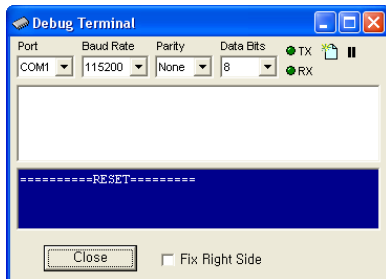 Debug Terminal
Port Baud Rate Parity Data Bits
COM1 115200 None 8 TX
RX
==========RESET=========
Close Fix Right Side